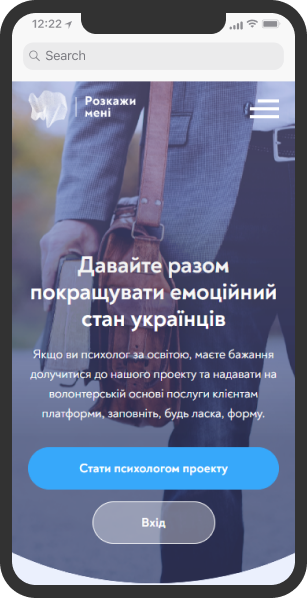 12:22
Search
Розкажи
мені
Давайте разом
покращувати емоційний
стан українців
Якщо ви психолог за освітою, маєте бажання
долучитися до нашого проекту та надавати на
волонтерській основі послуги клієнтам
платформи, заповніть, будь ласка, форму.
Стати психологом проекту
Вхід